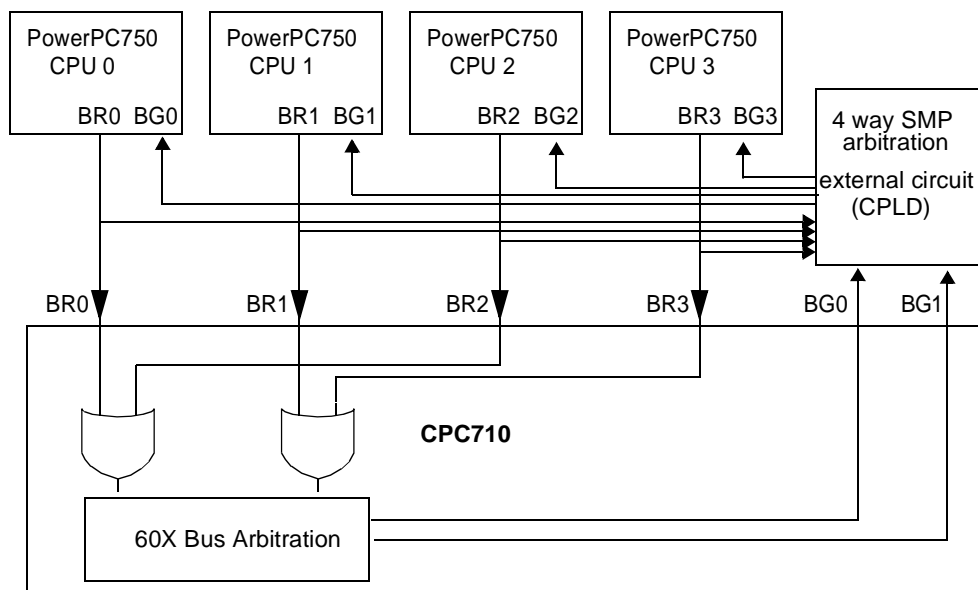 PowerPC750
CPU 0
BR0 BG0
PowerPC750
CPU 1
BR1 BG1
PowerPC750
CPU 2
BR2 BG2
PowerPC750
CPU 3
BR3 BG3
4 way SMP
arbitration
external circuit
(CPLD)
BR0
BR1
BR2
BR3
BG0
BG1
CPC710
60X Bus Arbitration